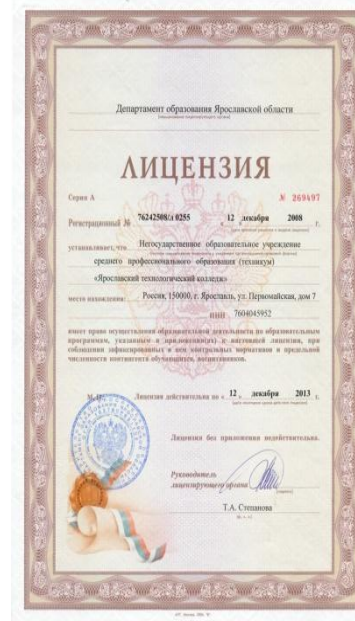 Департамент образования Ярославской области
ЛИЦЕНЗИЯ
Серия А № 269497
Регистрационный № 76242508/л 0255 12 декабря 2008 г.
устанавливает, что Негосударственное образовательное учреждение
среднего профессионального образования (техникум)
«Ярославский технологический колледж»
место нахождения: Россия, 150000, г. Ярославль, ул. Первомайская, дом 7
ИНН 7604045952
имеет право осуществления образовательной деятельности по образовательным
программам, указанным в приложении(ях) к настоящей лицензии, при
соблюдении зафиксированных в нем контрольных нормативов и предельной
численности контингента обучающихся, воспитанников.
М.П. Лицензия действительна по « 12 » декабря 2013 г.
Лицензия без приложения недействительна.
Руководитель
лицензирующего органа
(подпись)
Т.А. Степанова